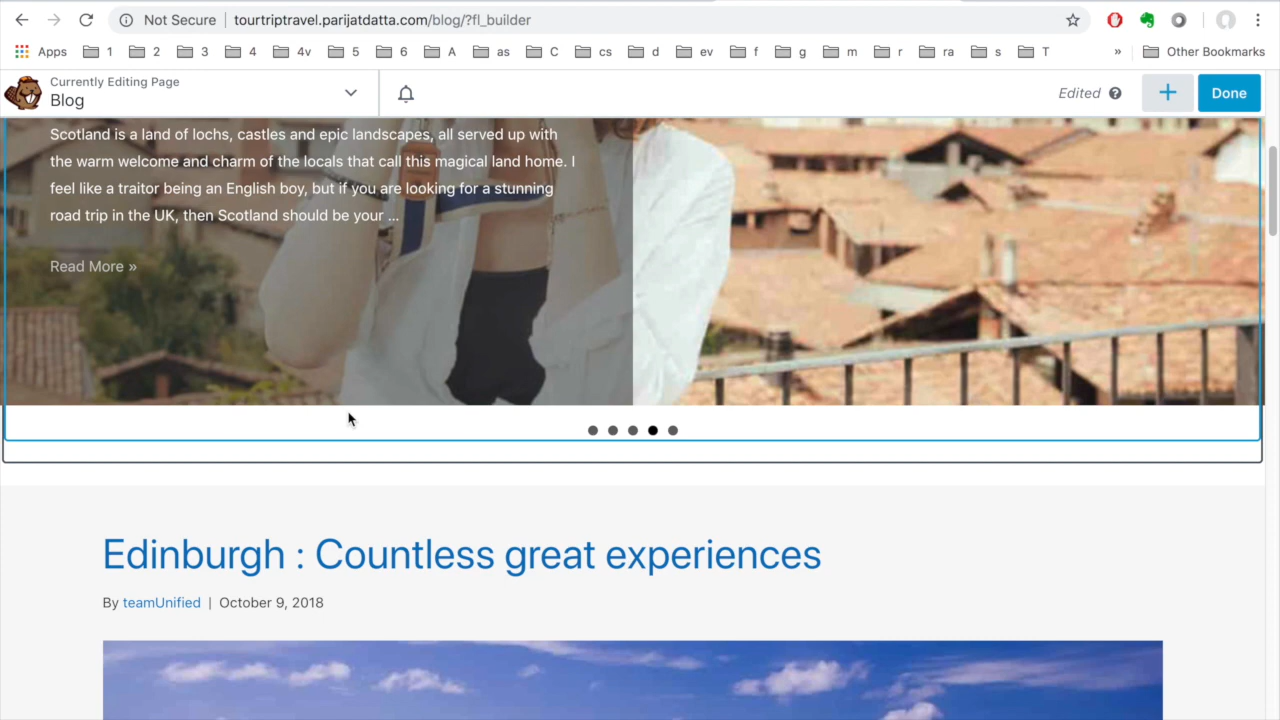 Not Secure | tourtriptravel.parijatdatta.com/blog/?fl_builder
Apps 1 2 3 4 4v 5 6 A as C cs d ev f g m r ra s T » Other Bookmarks
Currently Editing Page
Blog
Edited ? + Done
Scotland is a land of lochs, castles and epic landscapes, all served up with
the warm welcome and charm of the locals that call this magical land home. I
feel like a traitor being an English boy, but if you are looking for a stunning
road trip in the UK, then Scotland should be your ...
Read More »
Edinburgh : Countless great experiences
By teamUnified | October 9, 2018